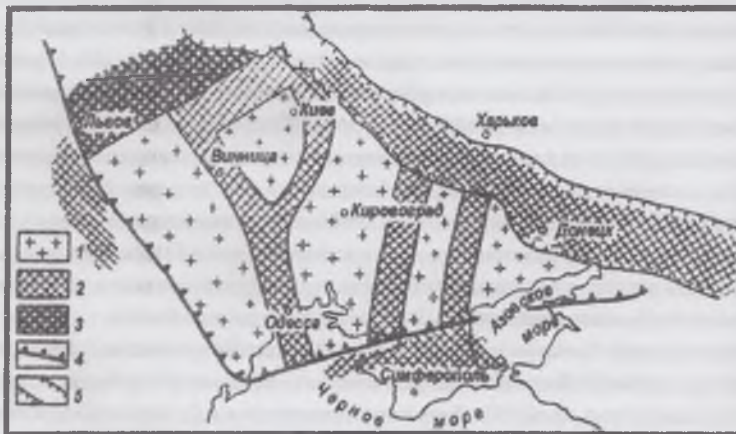 Львов
Киев
Харьков
Винница
Кировоград
Донецк
1
2
3
4
5
Одесса
Азовское
море
Симферополь
Черное море